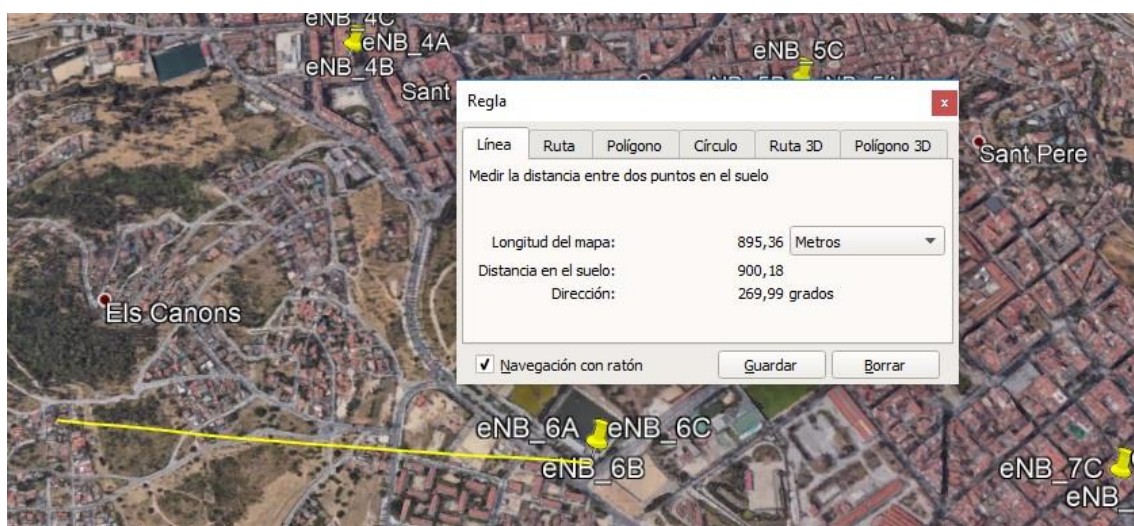 eNB_4C
eNB_4A
eNB_4B
Sant
eNB_5C
Regla
x
Línea Ruta Polígono Círculo Ruta 3D Polígono 3D
Medir la distancia entre dos puntos en el suelo
Longitud del mapa: 895,36 Metros
Distancia en el suelo: 900,18
Dirección: 269,99 grados
Navegación con ratón Guardar Borrar
Sant Pere
Els Canons
eNB_6A eNB_6C
eNB_6B
eNB_7C
eNB_